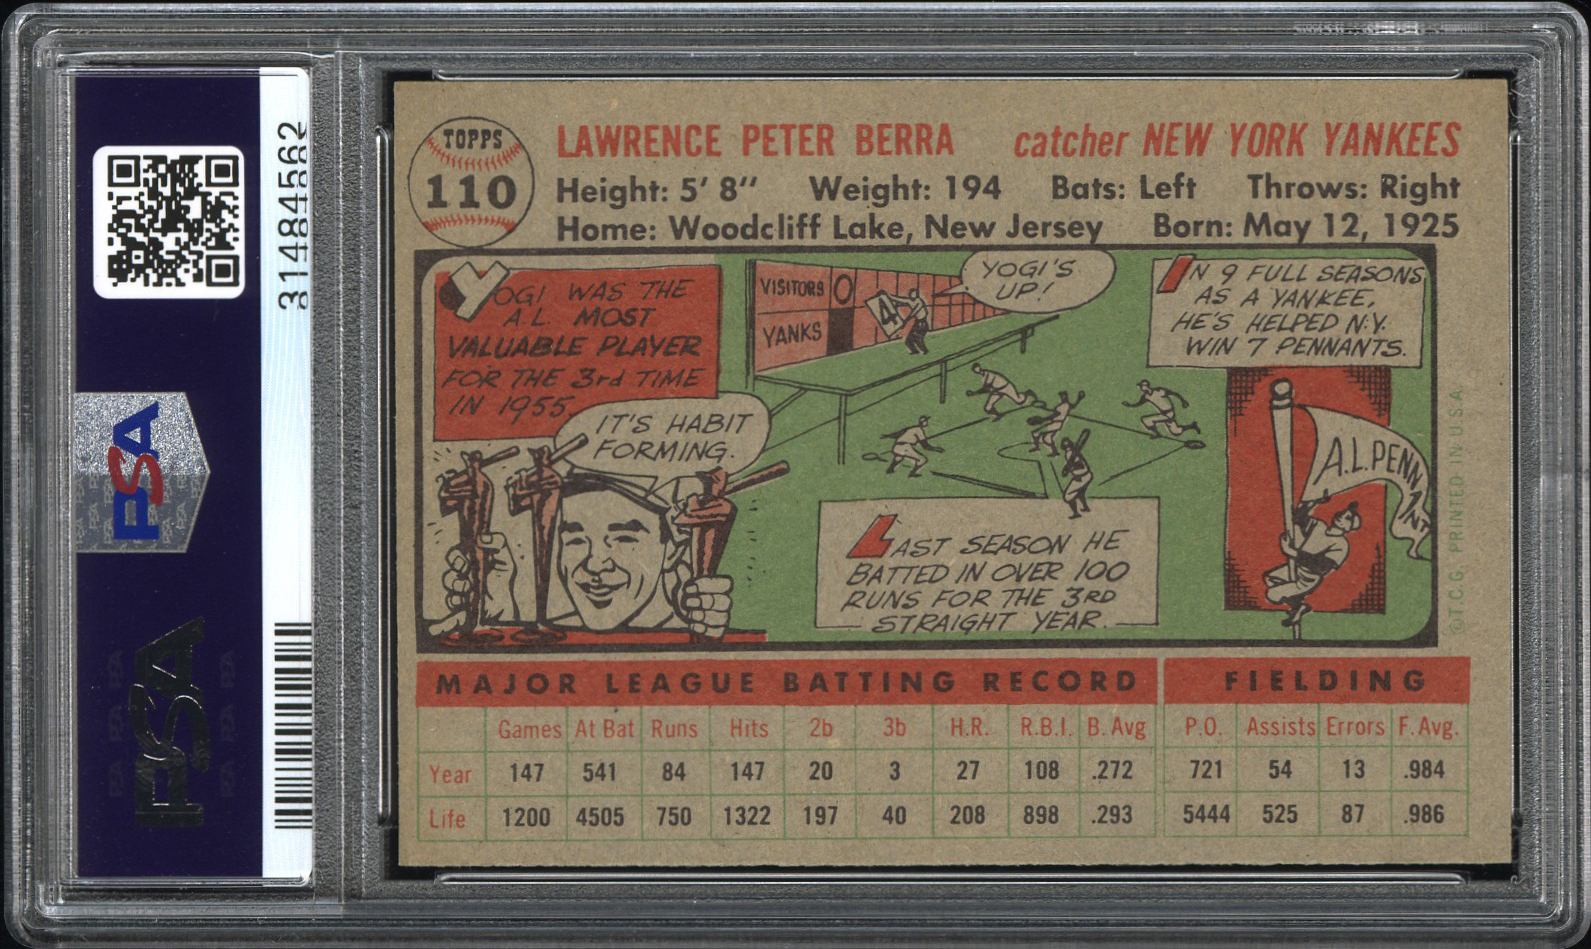 31484562
PSA
PSA
TOPPS
110
LAWRENCE PETER BERRA catcher NEW YORK YANKEES
Height: 5' 8" Weight: 194 Bats: Left Throws: Right
Home: Woodcliff Lake, New Jersey Born: May 12, 1925
YOGI WAS THE
A.L. MOST
VALUABLE PLAYER
FOR THE 3rd TIME
IN 1955.
IT'S HABIT
FORMING.
VISITORS 0
YANKS
4
YOGI'S
UP!
LAST SEASON HE
BATTED IN OVER 100
RUNS FOR THE 3RD
STRAIGHT YEAR.
IN 9 FULL SEASONS
AS A YANKEE,
HE'S HELPED N.Y.
WIN 7 PENNANTS.
A.L. PENNANT
©T.C.G. PRINTED IN U.S.A.
MAJOR LEAGUE BATTING RECORD FIELDING
Games At Bat Runs Hits 2b 3b H.R. R.B.I. B. Avg P.O. Assists Errors F. Avg.
Year 147 541 84 147 20 3 27 108 .272 721 54 13 .984
Life 1200 4505 750 1322 197 40 208 898 .293 5444 525 87 .986